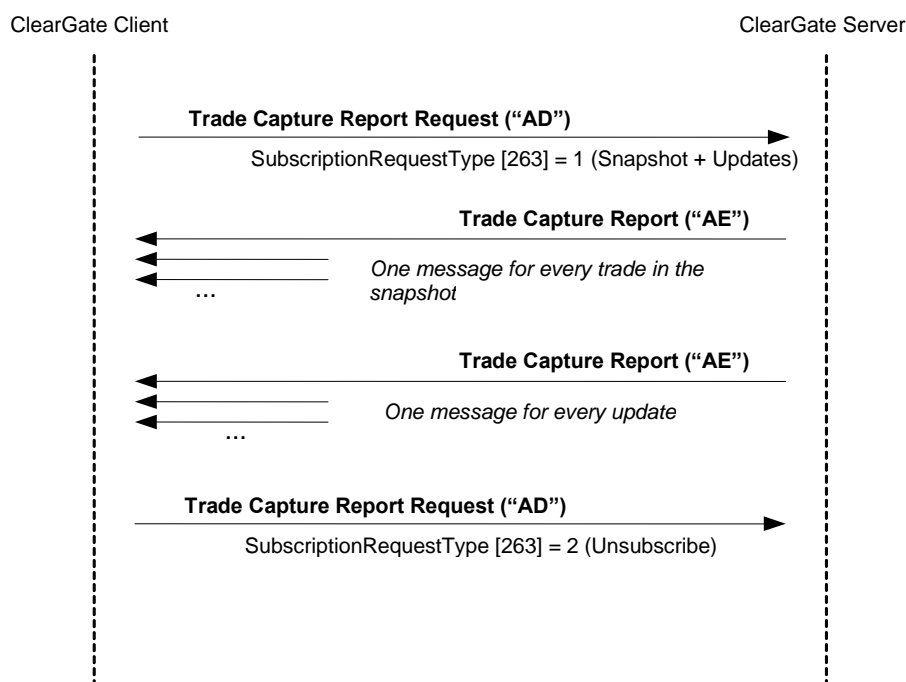 ClearGate Client
ClearGate Server
Trade Capture Report Request (“AD”)
SubscriptionRequestType [263] = 1 (Snapshot + Updates)
Trade Capture Report (“AE”)
One message for every trade in the
snapshot
...
Trade Capture Report (“AE”)
One message for every update
...
Trade Capture Report Request (“AD”)
SubscriptionRequestType [263] = 2 (Unsubscribe)